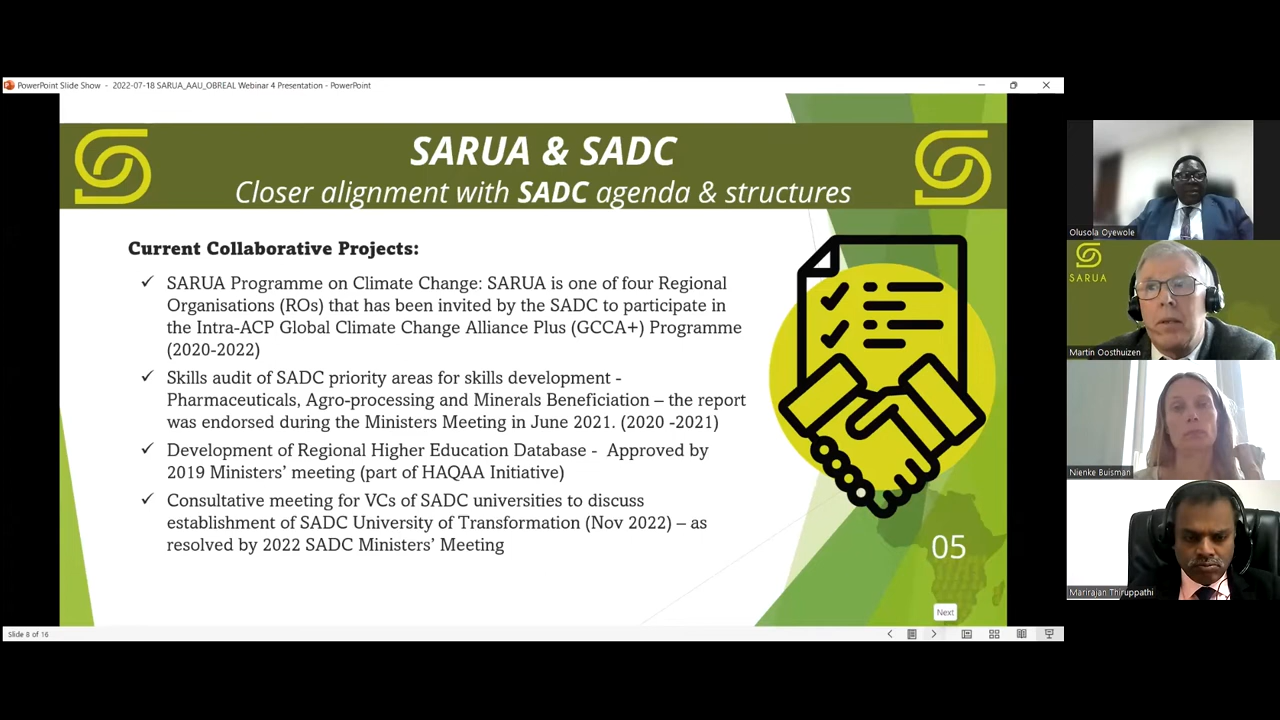 PowerPoint Slide Show - 2022-07-18 SARUA_AAU_OBREAL Webinar 4 Presentation - PowerPoint
SARUA & SADC
Closer alignment with SADC agenda & structures
Current Collaborative Projects:
✓ SARUA Programme on Climate Change: SARUA is one of four Regional
Organisations (ROs) that has been invited by the SADC to participate in
the Intra-ACP Global Climate Change Alliance Plus (GCCA+) Programme
(2020-2022)
✓ Skills audit of SADC priority areas for skills development -
Pharmaceuticals, Agro-processing and Minerals Beneficiation – the report
was endorsed during the Ministers Meeting in June 2021. (2020 -2021)
✓ Development of Regional Higher Education Database - Approved by
2019 Ministers' meeting (part of HAQAA Initiative)
✓ Consultative meeting for VCs of SADC universities to discuss
establishment of SADC University of Transformation (Nov 2022) – as
resolved by 2022 SADC Ministers' Meeting
05
Next
Slide 8 of 16
Olusola Oyewole
SARUA
Martin Oosthuizen
Nienke Buisman
Marirajan Thiruppathi